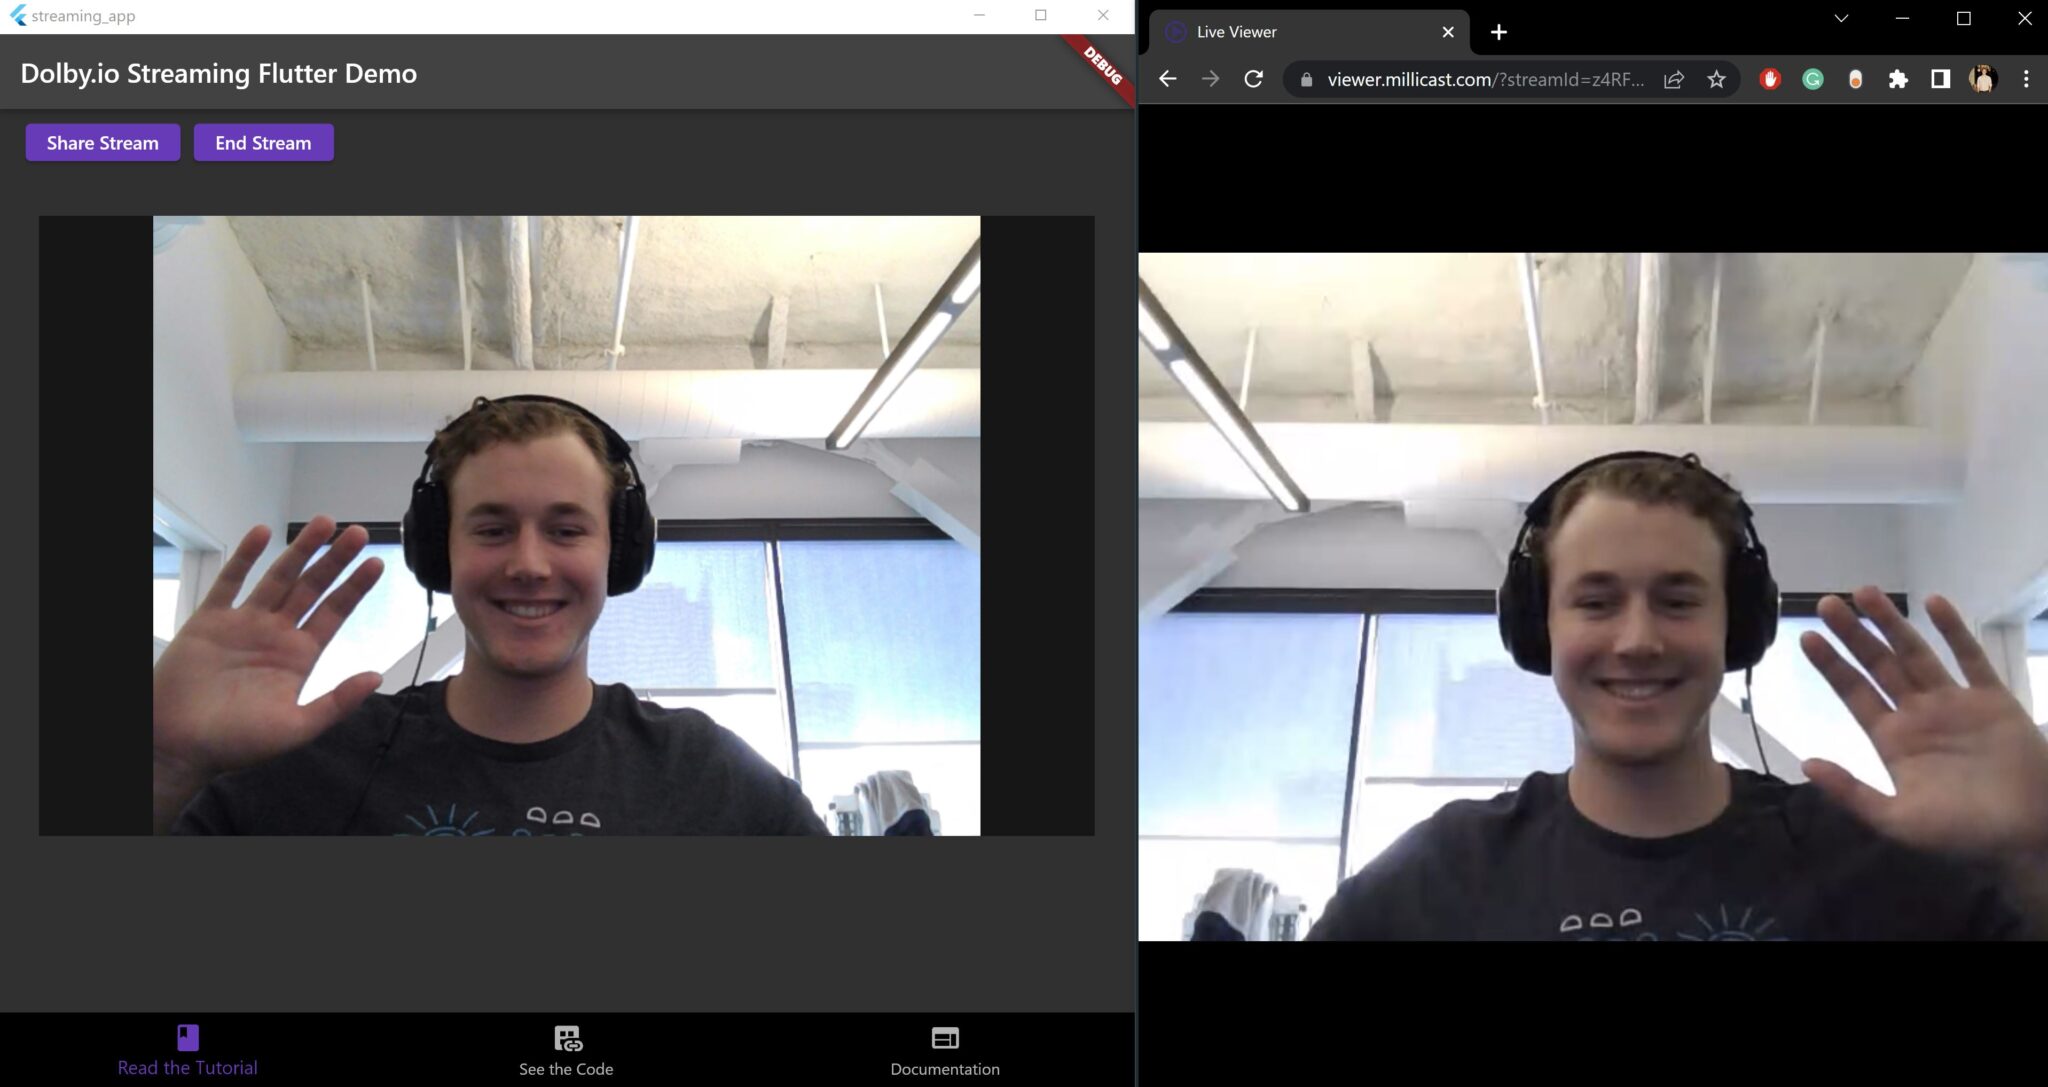 streaming_app
Dolby.io Streaming Flutter Demo
DEBUG
Share Stream
End Stream
Read the Tutorial
See the Code
Documentation
Live Viewer
viewer.millicast.com/?streamId=z4RF...